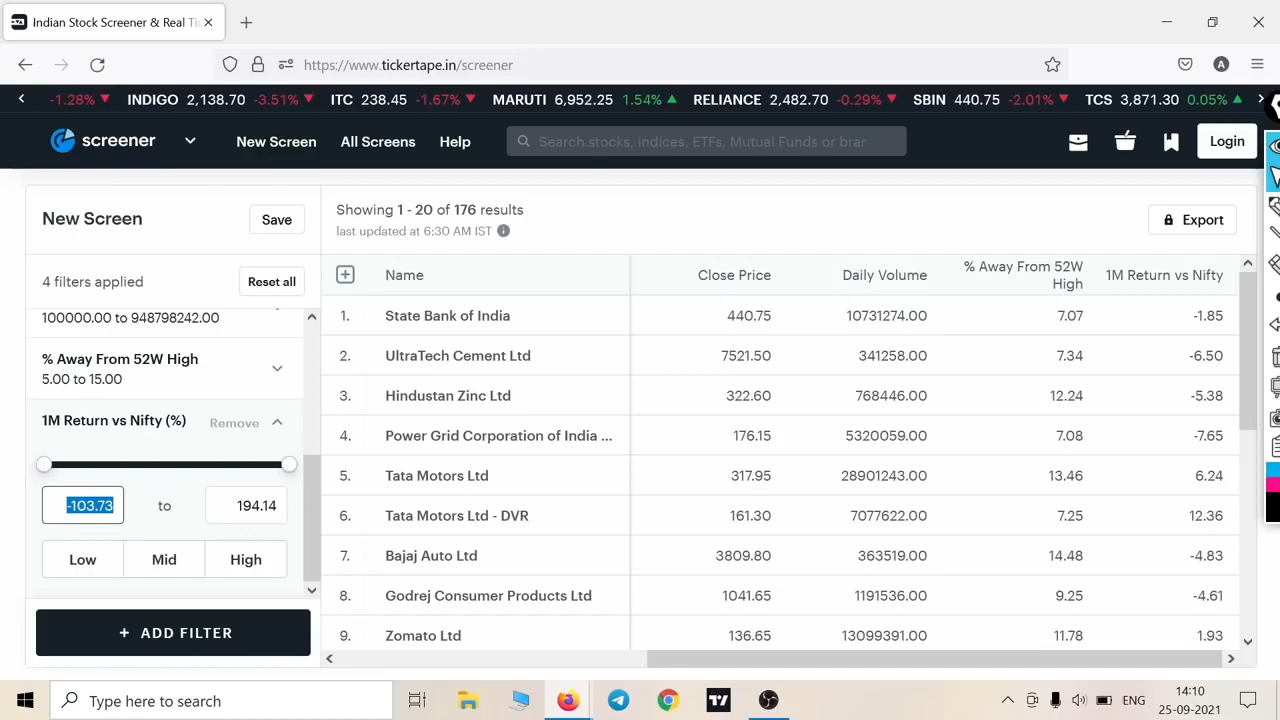 Indian Stock Screener & Real Ti
https://www.tickertape.in/screener
-1.28% ▼ INDIGO 2,138.70 -3.51% ▼ ITC 238.45 -1.67% ▼ MARUTI 6,952.25 1.54% ▲ RELIANCE 2,482.70 -0.29% ▼ SBIN 440.75 -2.01% ▼ TCS 3,871.30 0.05% ▲
screener New Screen All Screens Help Search stocks, indices, ETFs, Mutual Funds or brar Login
New Screen Save
Showing 1 - 20 of 176 results
last updated at 6:30 AM IST
Export
4 filters applied Reset all
100000.00 to 948798242.00
% Away From 52W High
5.00 to 15.00
1M Return vs Nifty (%) Remove
-103.73 to 194.14
Low Mid High
+ ADD FILTER
Name Close Price Daily Volume % Away From 52W High 1M Return vs Nifty
1. State Bank of India 440.75 10731274.00 7.07 -1.85
2. UltraTech Cement Ltd 7521.50 341258.00 7.34 -6.50
3. Hindustan Zinc Ltd 322.60 768446.00 12.24 -5.38
4. Power Grid Corporation of India ... 176.15 5320059.00 7.08 -7.65
5. Tata Motors Ltd 317.95 28901243.00 13.46 6.24
6. Tata Motors Ltd - DVR 161.30 7077622.00 7.25 12.36
7. Bajaj Auto Ltd 3809.80 363519.00 14.48 -4.83
8. Godrej Consumer Products Ltd 1041.65 1191536.00 9.25 -4.61
9. Zomato Ltd 136.65 13099391.00 11.78 1.93
Type here to search
ENG
14:10
25-09-2021